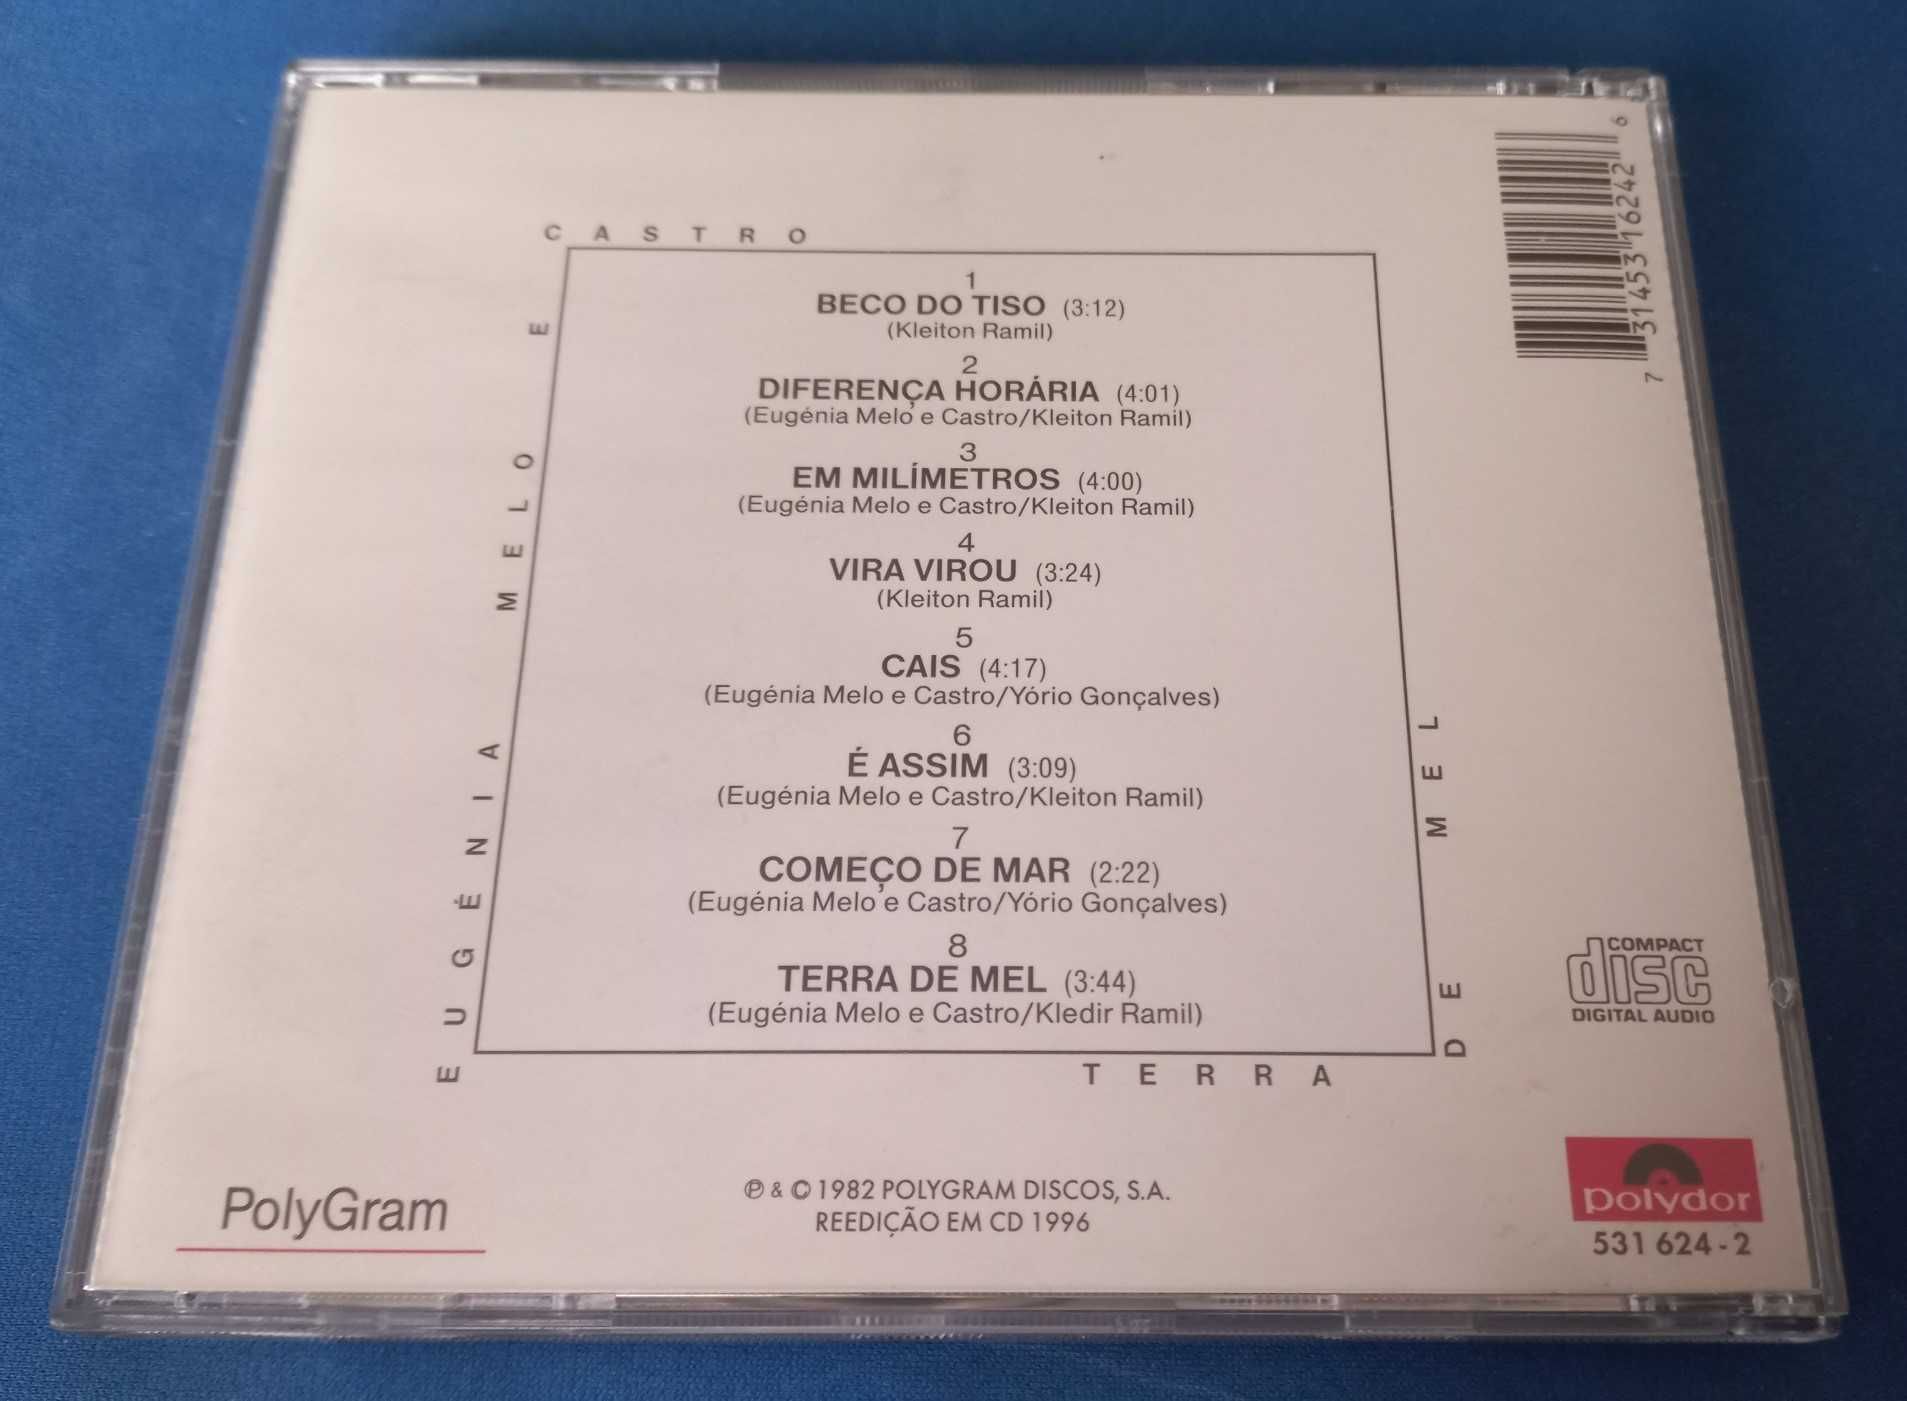 CASTRO
EUGÉNIA MELO E
1
BECO DO TISO (3:12)
(Kleiton Ramil)
2
DIFERENÇA HORÁRIA (4:01)
(Eugénia Melo e Castro/Kleiton Ramil)
3
EM MILÍMETROS (4:00)
(Eugénia Melo e Castro/Kleiton Ramil)
4
VIRA VIROU (3:24)
(Kleiton Ramil)
5
CAIS (4:17)
(Eugénia Melo e Castro/Yório Gonçalves)
6
É ASSIM (3:09)
(Eugénia Melo e Castro/Kleiton Ramil)
7
COMEÇO DE MAR (2:22)
(Eugénia Melo e Castro/Yório Gonçalves)
8
TERRA DE MEL (3:44)
(Eugénia Melo e Castro/Kledir Ramil)
TERRA
DE MEL
7 31453 16242 6
COMPACT
disc
DIGITAL AUDIO
PolyGram
℗ & © 1982 POLYGRAM DISCOS, S.A.
REEDIÇÃO EM CD 1996
polydor
531 624-2